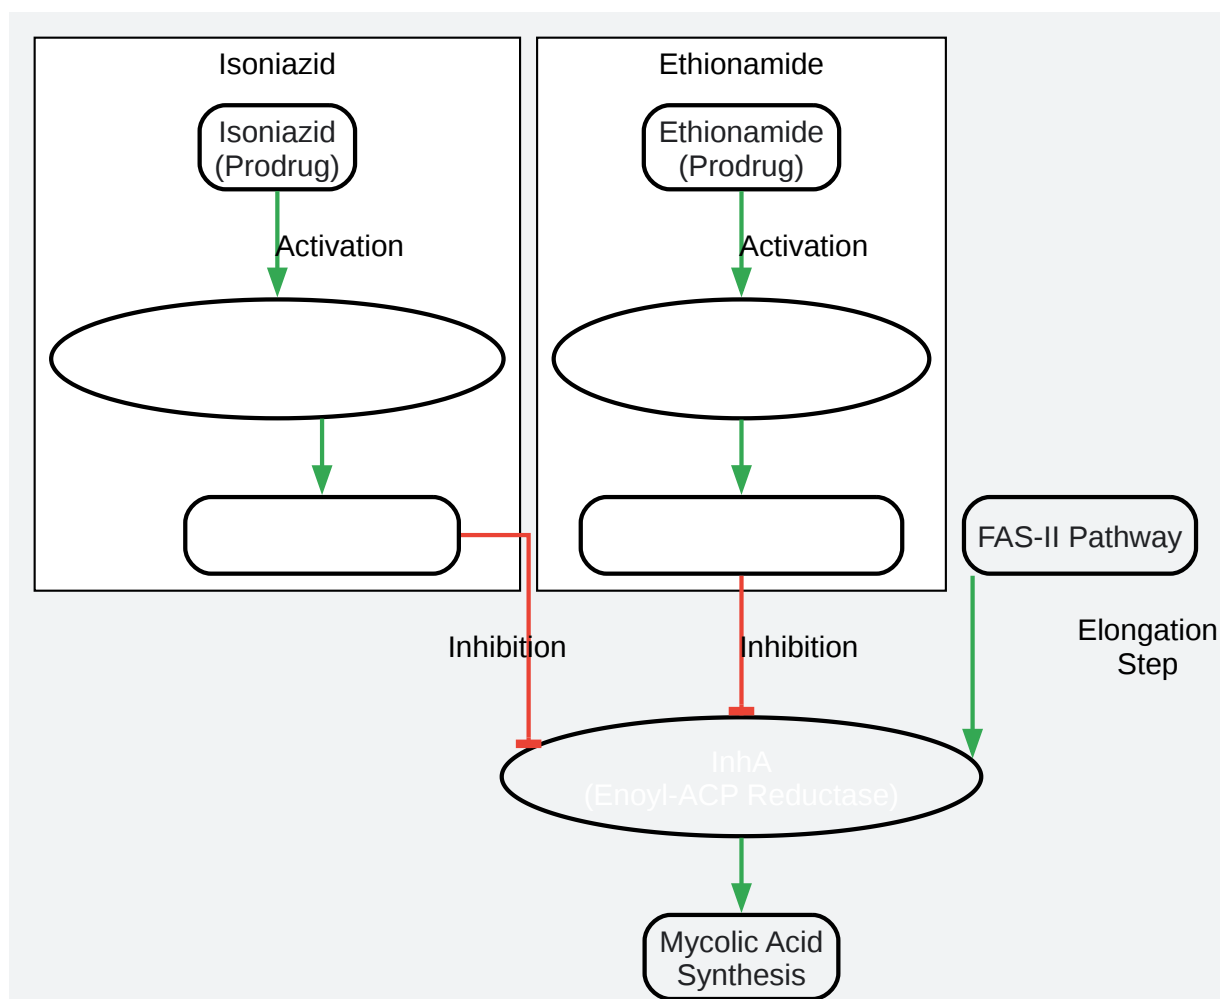 Isoniazid
Ethionamide
Isoniazid
(Prodrug)
Ethionamide
(Prodrug)
Activation
Activation
FAS-II Pathway
Inhibition
Inhibition
Elongation
Step
InhA
(Enoyl-ACP Reductase)
Mycolic Acid
Synthesis